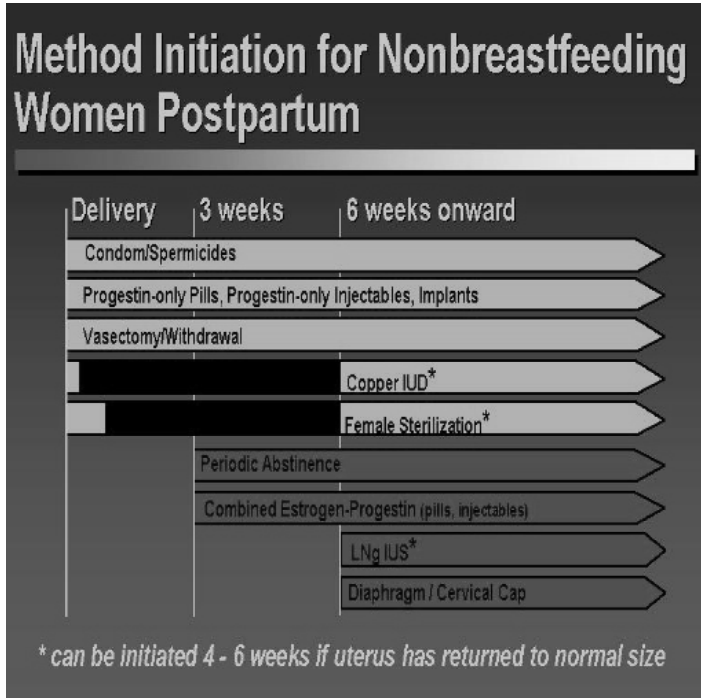 Method Initiation for Nonbreastfeeding
Women Postpartum
Delivery 3 weeks 6 weeks onward
Condom/Spermicides
Progestin-only Pills, Progestin-only Injectables, Implants
Vasectomy/Withdrawal
Copper IUD*
Female Sterilization*
Periodic Abstinence
Combined Estrogen-Progestin (pills, injectables)
LNg IUS*
Diaphragm / Cervical Cap
* can be initiated 4 - 6 weeks if uterus has returned to normal size